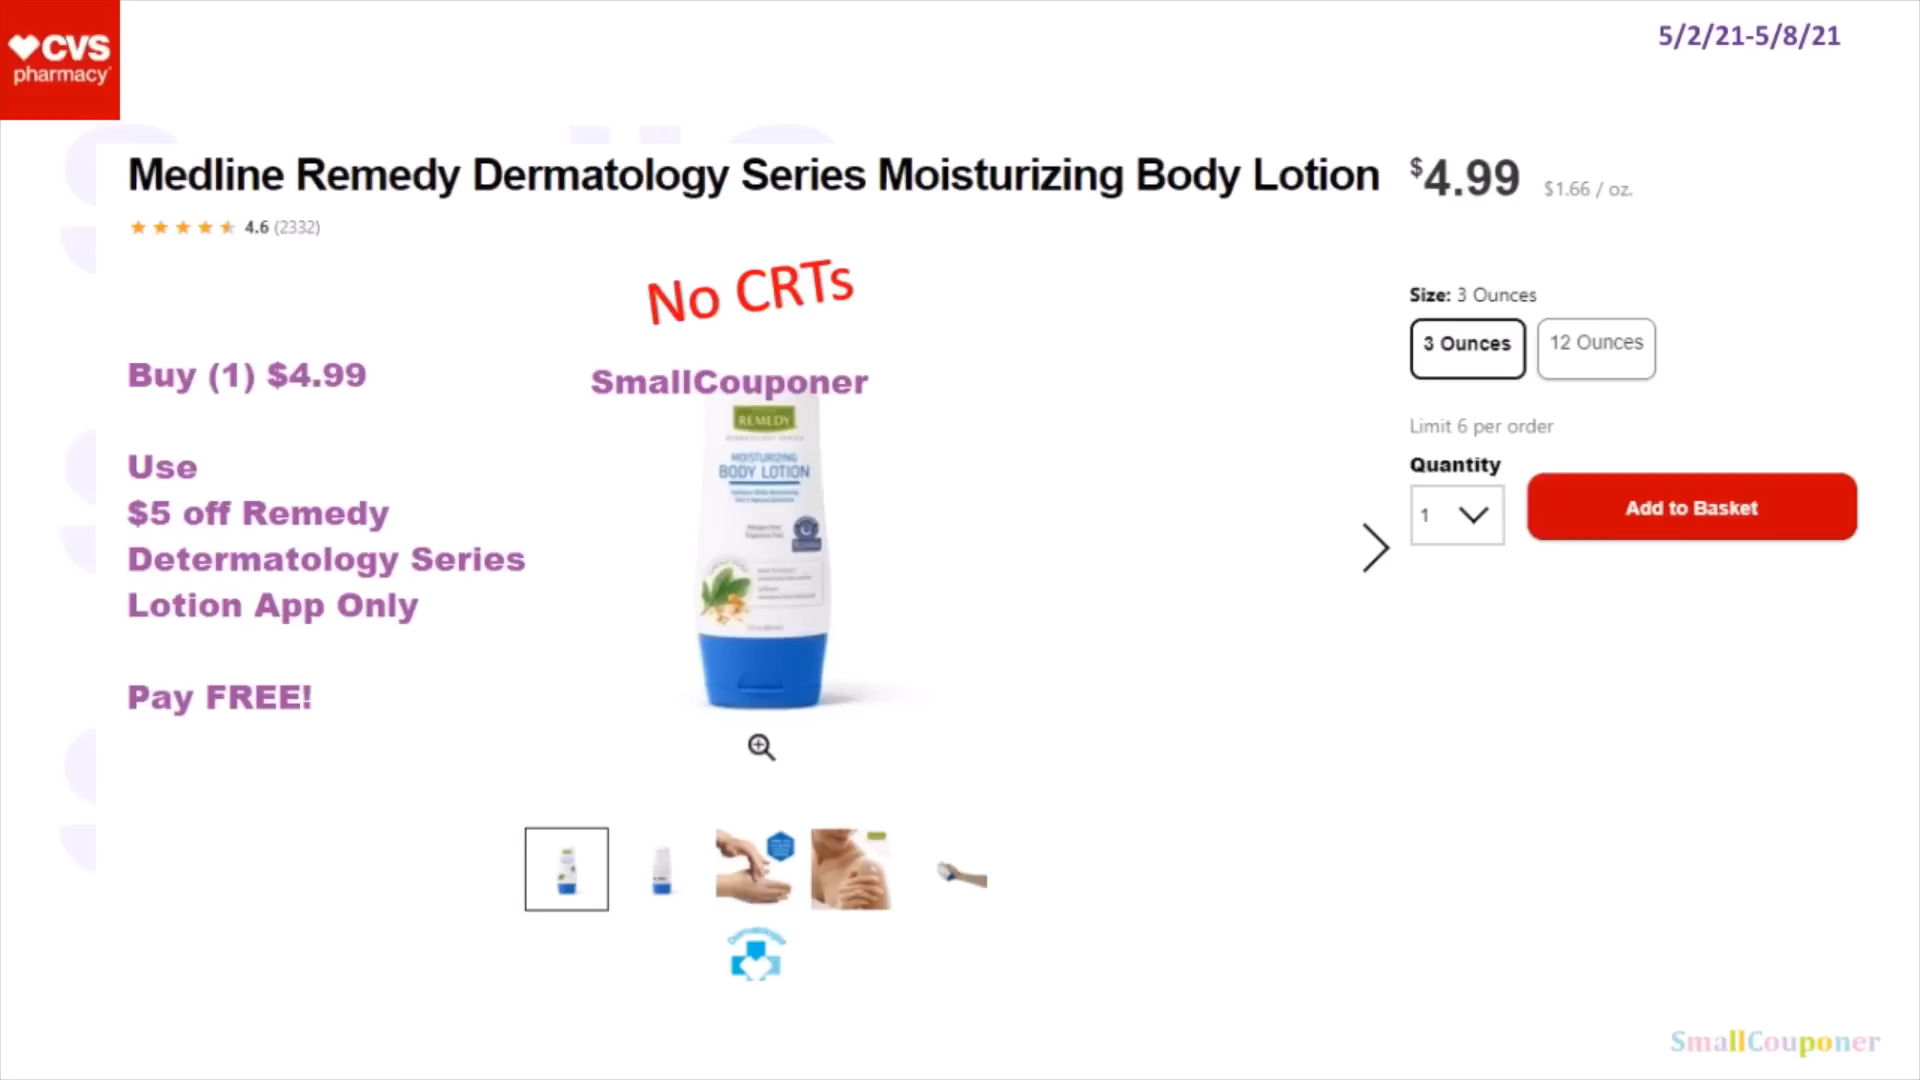 CVS
pharmacy
5/2/21-5/8/21
Medline Remedy Dermatology Series Moisturizing Body Lotion
$4.99
$1.66 / oz.
4.6 (2332)
No CRTs
Size: 3 Ounces
3 Ounces
12 Ounces
Buy (1) $4.99
SmallCouponer
REMEDY
DERMATOLOGY SERIES
MOISTURIZING
BODY LOTION
Limit 6 per order
Quantity
1
Add to Basket
Use
$5 off Remedy
Determatology Series
Lotion App Only
Pay FREE!
SmallCouponer